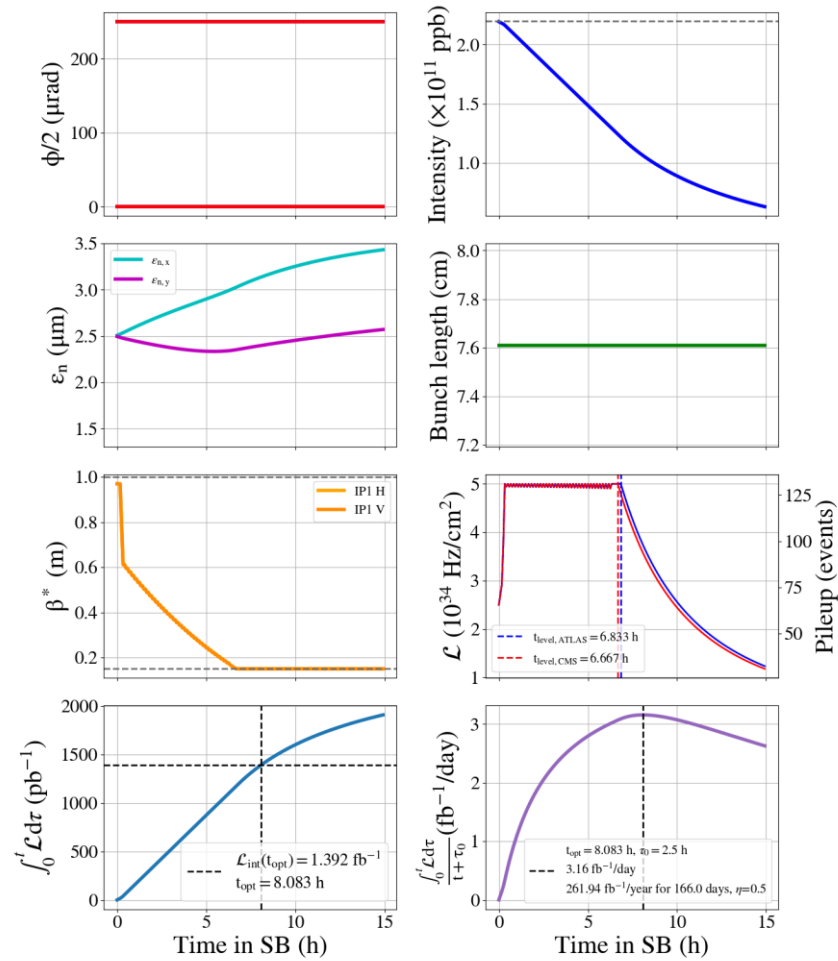 ϕ/2 (μrad)
200
100
0
Intensity (×10¹¹ ppb)
2.0
1.5
1.0
εₙ (μm)
3.5
3.0
2.5
2.0
1.5
εn,x
εn,y
Bunch length (cm)
8.0
7.8
7.6
7.4
7.2
β* (m)
1.0
0.8
0.6
0.4
0.2
IP1 H
IP1 V
ℒ (10³⁴ Hz/cm²)
5
4
3
2
1
t_level,ATLAS = 6.833 h
t_level,CMS = 6.667 h
Pileup (events)
125
100
75
50
∫₀ᵗ ℒdτ (pb⁻¹)
2000
1500
1000
500
0
ℒ_int(t_opt) = 1.392 fb⁻¹
t_opt = 8.083 h
0 5 10 15
Time in SB (h)
∫₀ᵗ ℒdτ / t+τ₀ (fb⁻¹/day)
3
2
1
0
t_opt = 8.083 h, τ₀ = 2.5 h
3.16 fb⁻¹/day
261.94 fb⁻¹/year for 166.0 days, η=0.5
0 5 10 15
Time in SB (h)